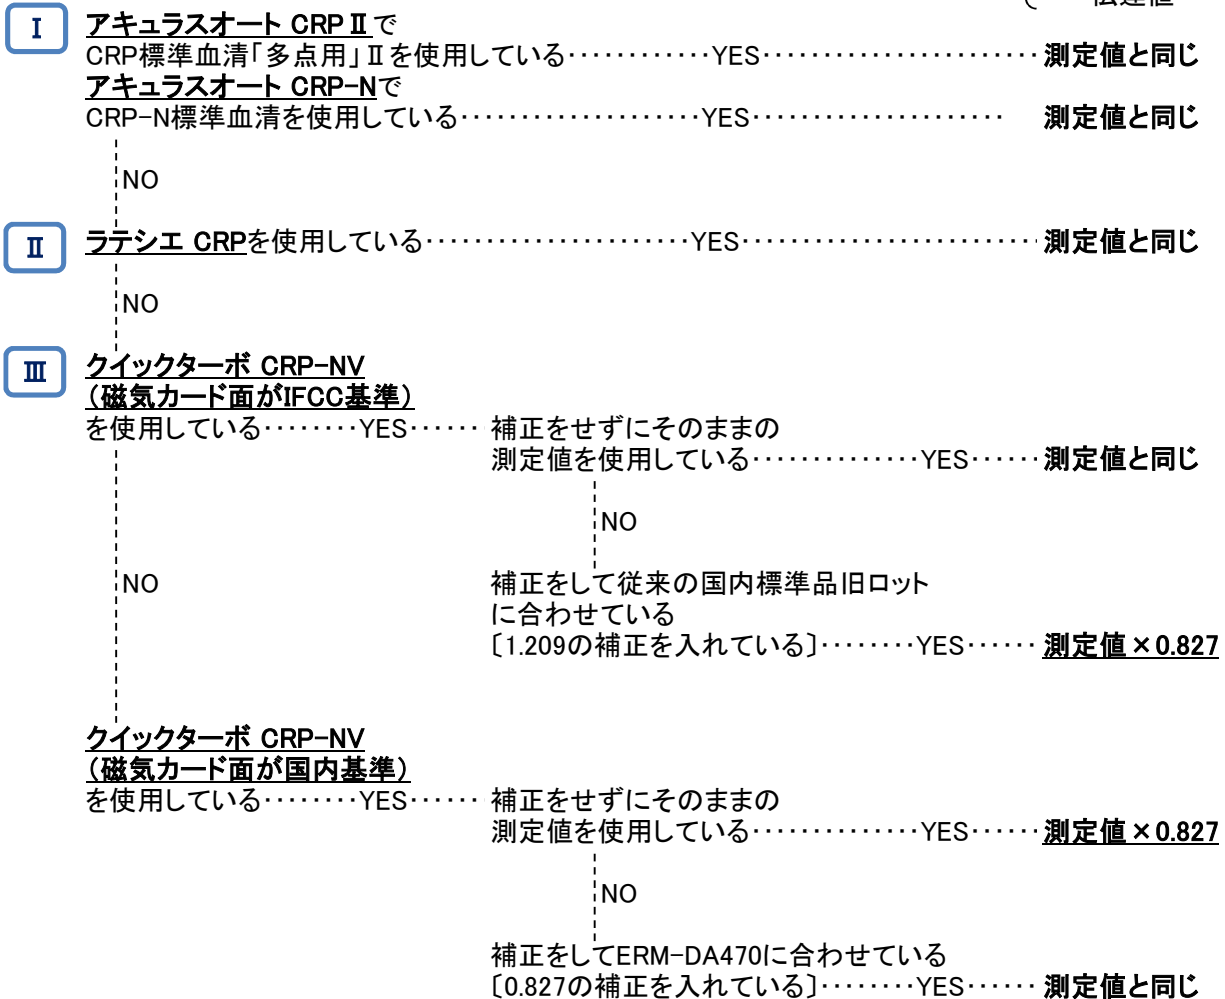 Ⅰ
アキュラスオート CRPⅡで
CRP標準血清「多点用」Ⅱを使用している・・・・・・・・・・・・YES・・・・・・・・・・・・・・・・・・・・・・・測定値と同じ
アキュラスオート CRP-Nで
CRP-N標準血清を使用している・・・・・・・・・・・・・・・・・・・・YES・・・・・・・・・・・・・・・・・・・・・ 測定値と同じ
NO
Ⅱ
ラテシエ CRPを使用している・・・・・・・・・・・・・・・・・・・・・・YES・・・・・・・・・・・・・・・・・・・・・・・・・測定値と同じ
NO
Ⅲ
クイックターボ CRP-NV
(磁気カード面がIFCC基準)
を使用している・・・・・・・・YES・・・・・・補正をせずにそのままの
測定値を使用している・・・・・・・・・・・・・・YES・・・・・・測定値と同じ
NO
NO
補正をして従来の国内標準品旧ロット
に合わせている
〔1.209の補正を入れている〕・・・・・・・・YES・・・・・・測定値×0.827
クイックターボ CRP-NV
(磁気カード面が国内基準)
を使用している・・・・・・・・YES・・・・・・補正をせずにそのままの
測定値を使用している・・・・・・・・・・・・・・YES・・・・・・測定値×0.827
NO
補正をしてERM-DA470に合わせている
〔0.827の補正を入れている〕・・・・・・・・YES・・・・・・測定値と同じ